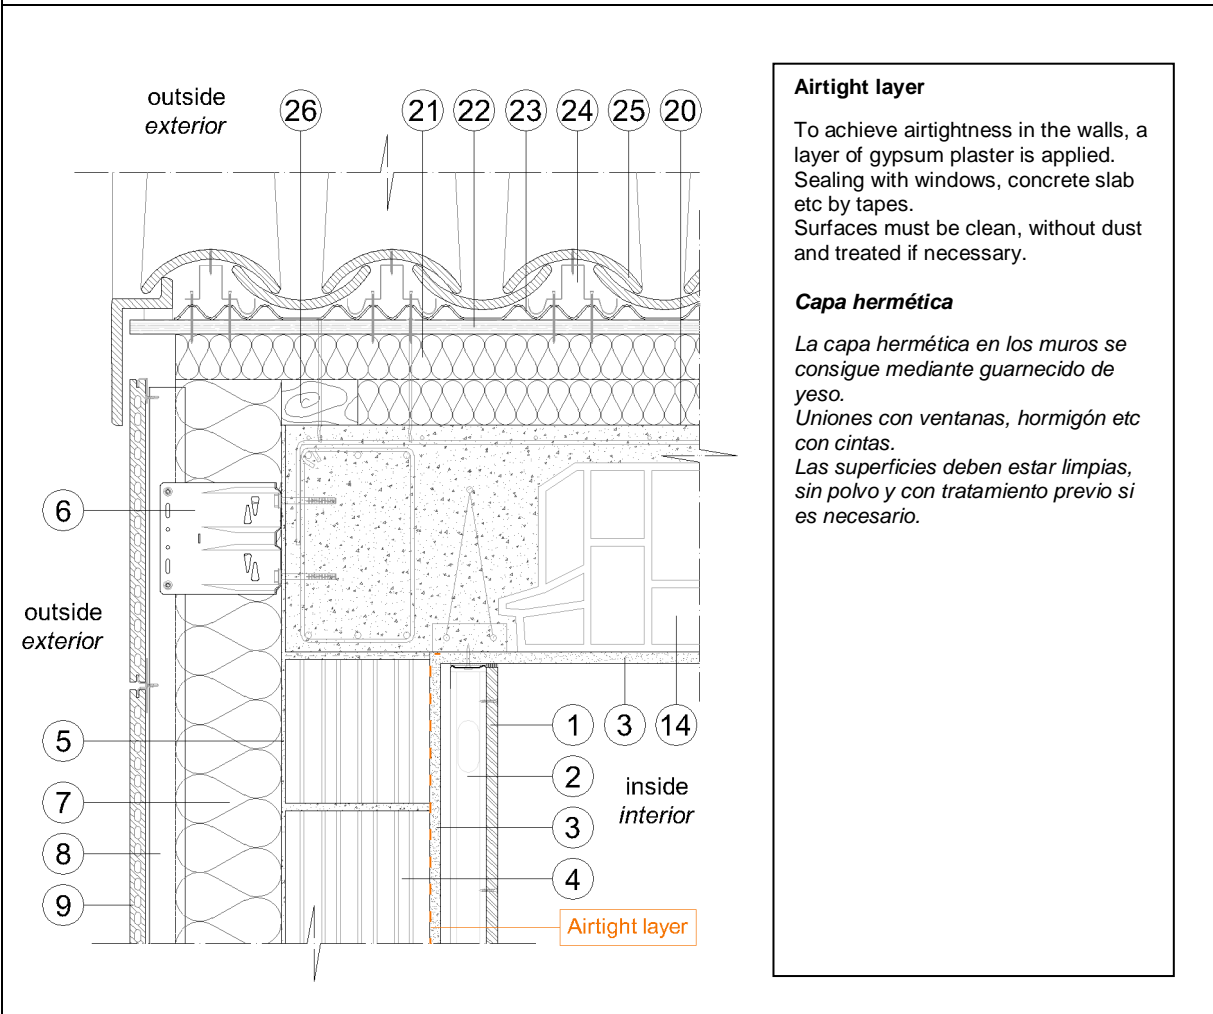 outside
exterior
26
21
22
23
24
25
20
6
outside
exterior
5
7
8
9
1
3
14
2
inside
interior
3
4
Airtight layer
Airtight layer
To achieve airtightness in the walls, a
layer of gypsum plaster is applied.
Sealing with windows, concrete slab
etc by tapes.
Surfaces must be clean, without dust
and treated if necessary.
Capa hermética
La capa hermética en los muros se
consigue mediante guarnecido de
yeso.
Uniones con ventanas, hormigón etc
con cintas.
Las superficies deben estar limpias,
sin polvo y con tratamiento previo si
es necesario.